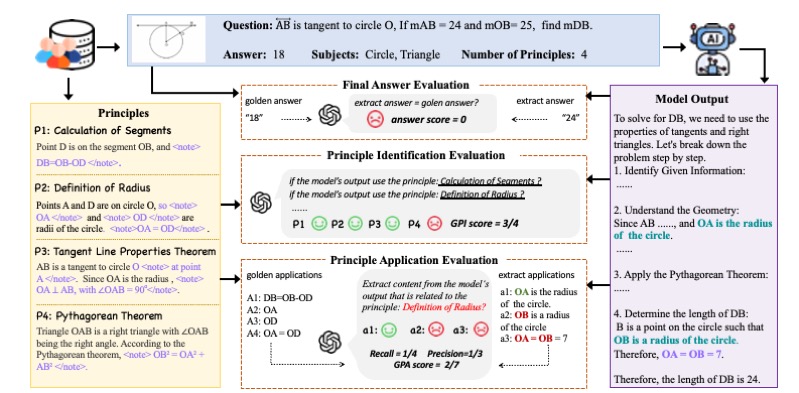 Question: AB is tangent to circle O, If mAB = 24 and mOB= 25, find mDB.
Answer: 18 Subjects: Circle, Triangle Number of Principles: 4
AI
Principles
P1: Calculation of Segments
Point D is on the segment OB, and <note>
DB=OB-OD </note>.
P2: Definition of Radius
Points A and D are on circle O, so <note>
OA </note> and <note> OD </note> are
radii of the circle. <note>OA = OD</note> .
P3: Tangent Line Properties Theorem
AB is a tangent to circle O <note> at point
A </note>. Since OA is the radius , <note>
OA ⊥ AB, with ∠OAB = 90°</note>.
P4: Pythagorean Theorem
Triangle OAB is a right triangle with ∠OAB
being the right angle. According to the
Pythagorean theorem, <note> OB² = OA² +
AB² </note>.
Final Answer Evaluation
golden answer
"18"
extract answer = golen answer?
answer score = 0
extract answer
"24"
Principle Identification Evaluation
if the model's output use the principle: Calculation of Segments ?
if the model's output use the principle: Definition of Radius ?
......
P1 P2 P3 P4 GPI score = 3/4
Principle Application Evaluation
golden applications
A1: DB=OB-OD
A2: OA
A3: OD
A4: OA = OD
Extract content from the model's
output that is related to the
principle: Definition of Radius?
a1: a2: a3:
Recall = 1/4 Precision=1/3
GPA score = 2/7
extract applications
a1: OA is the radius
of the circle.
a2: OB is a radius
of the circle
a3: OA = OB = 7
Model Output
To solve for DB, we need to use the
properties of tangents and right
triangles. Let's break down the
problem step by step.
1. Identify Given Information:
......
2. Understand the Geometry:
Since AB ......, and OA is the radius
of the circle.
......
3. Apply the Pythagorean Theorem:
......
4. Determine the length of DB:
B is a point on the circle such that
OB is a radius of the circle.
Therefore, OA = OB = 7.
Therefore, the length of DB is 24.